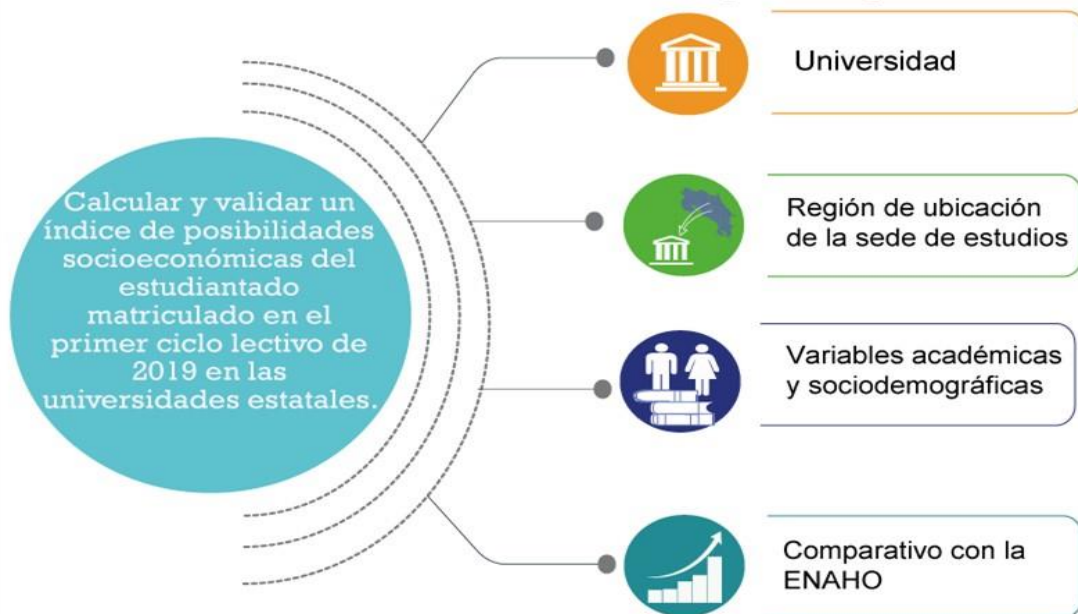 Calcular y validar un
índice de posibilidades
socioeconómicas del
estudiantado
matriculado en el
primer ciclo lectivo de
2019 en las
universidades estatales.
Universidad
Región de ubicación
de la sede de estudios
Variables académicas
y sociodemográficas
Comparativo con la
ENAHO